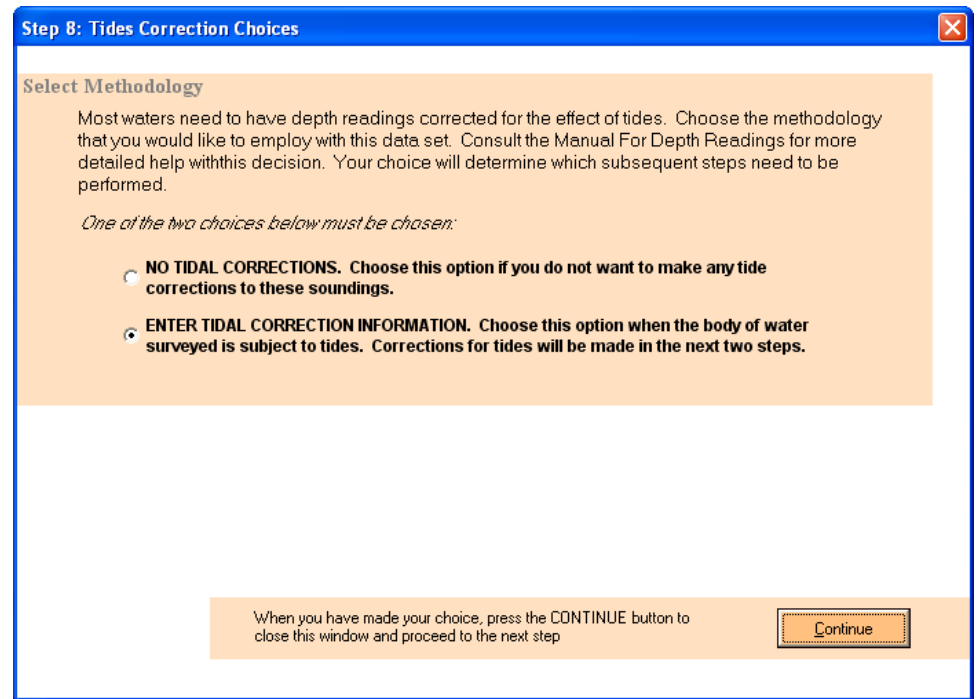 Step 8: Tides Correction Choices
Select Methodology
Most waters need to have depth readings corrected for the effect of tides. Choose the methodology
that you would like to employ with this data set. Consult the Manual For Depth Readings for more
detailed help withthis decision. Your choice will determine which subsequent steps need to be
performed.
One of the two choices below must be chosen:
NO TIDAL CORRECTIONS. Choose this option if you do not want to make any tide
corrections to these soundings.
ENTER TIDAL CORRECTION INFORMATION. Choose this option when the body of water
surveyed is subject to tides. Corrections for tides will be made in the next two steps.
When you have made your choice, press the CONTINUE button to
close this window and proceed to the next step
Continue